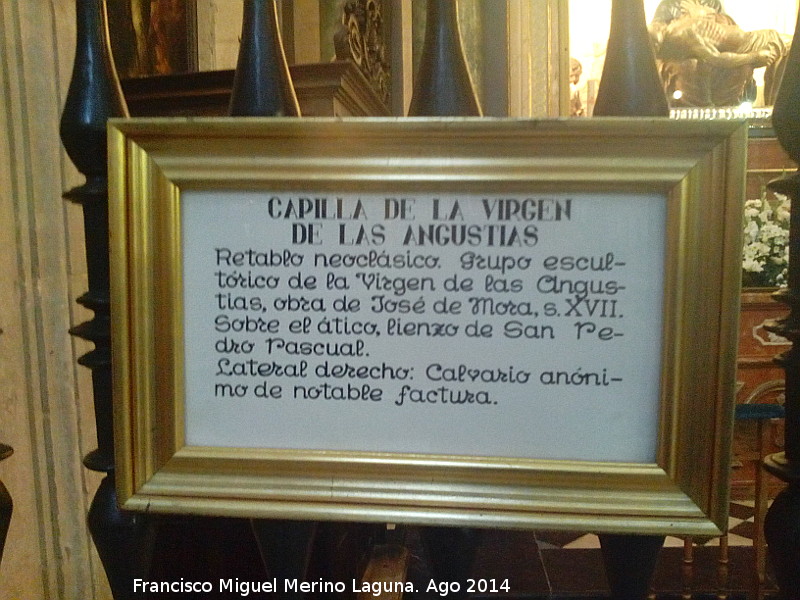 CAPILLA DE LA VIRGEN
DE LAS ANGUSTIAS
Retablo neoclásico. Grupo escul-
tórico de la Virgen de las Angus-
tias, obra de José de Mora, s. XVII.
Sobre el ático, lienzo de San Pe-
dro Pascual.
Lateral derecho: Calvario anóni-
mo de notable factura.
Francisco Miguel Merino Laguna. Ago 2014